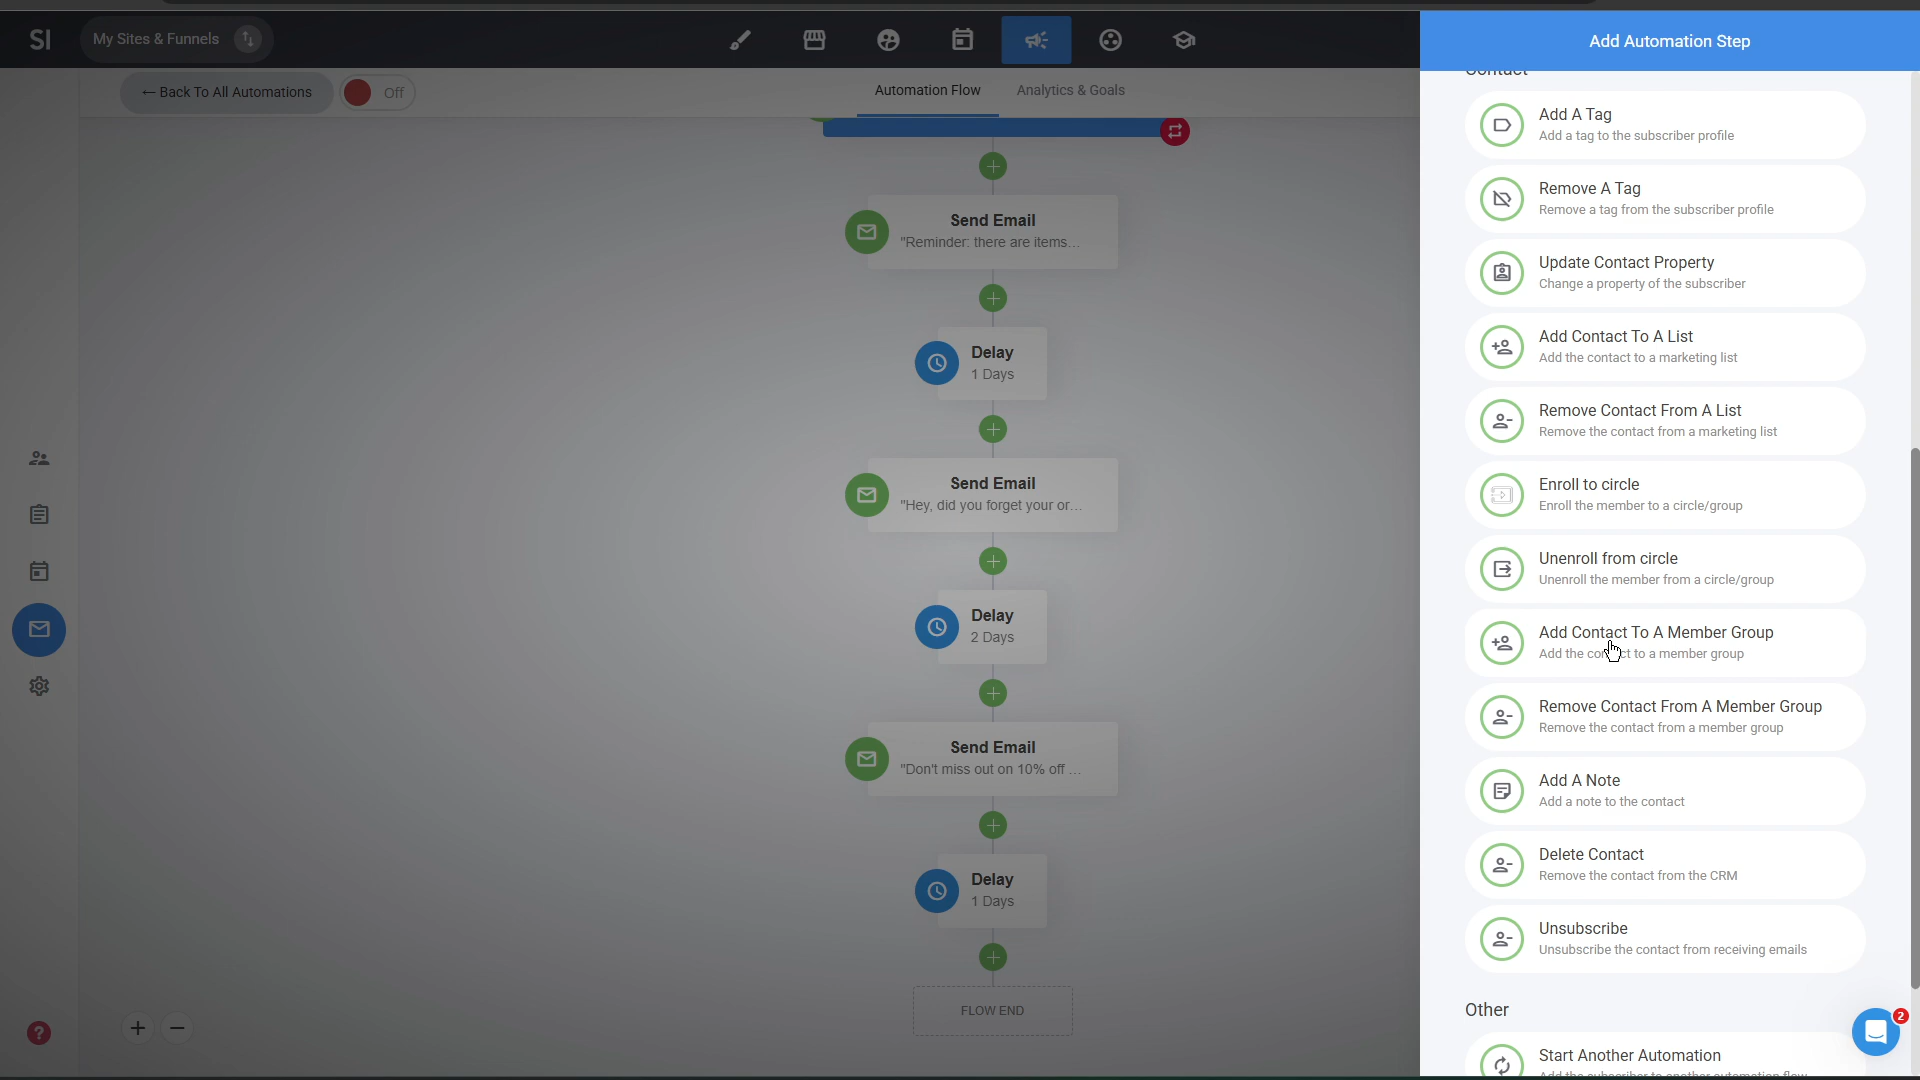 SI
My Sites & Funnels
Add Automation Step
← Back To All Automations
Off
Automation Flow
Analytics & Goals
Send Email
"Reminder: there are items...
Delay
1 Days
Send Email
"Hey, did you forget your or...
Delay
2 Days
Send Email
"Don't miss out on 10% off ...
Delay
1 Days
FLOW END
Contact
Add A Tag
Add a tag to the subscriber profile
Remove A Tag
Remove a tag from the subscriber profile
Update Contact Property
Change a property of the subscriber
Add Contact To A List
Add the contact to a marketing list
Remove Contact From A List
Remove the contact from a marketing list
Enroll to circle
Enroll the member to a circle/group
Unenroll from circle
Unenroll the member from a circle/group
Add Contact To A Member Group
Add the contact to a member group
Remove Contact From A Member Group
Remove the contact from a member group
Add A Note
Add a note to the contact
Delete Contact
Remove the contact from the CRM
Unsubscribe
Unsubscribe the contact from receiving emails
Other
2
Start Another Automation
Add the subscriber to another automation flow